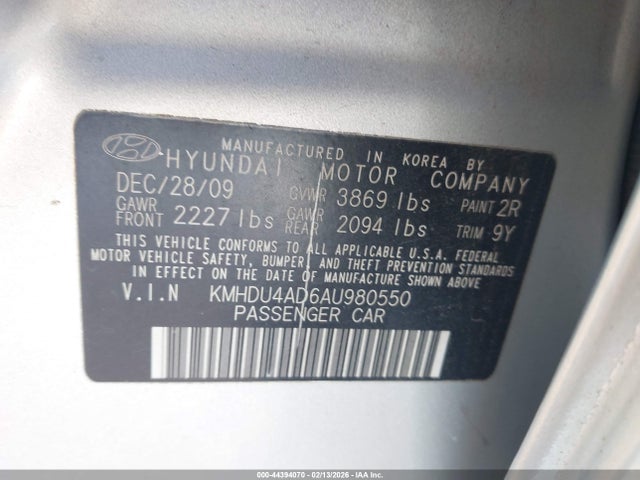 MANUFACTURED IN KOREA BY
HYUNDAI MOTOR COMPANY
DEC/28/09 GVWR 3869 lbs PAINT 2R
GAWR FRONT 2227 lbs GAWR REAR 2094 lbs TRIM 9Y
THIS VEHICLE CONFORMS TO ALL APPLICABLE U.S.A. FEDERAL
MOTOR VEHICLE SAFETY, BUMPER, AND THEFT PREVENTION STANDARDS
IN EFFECT ON THE DATE OF MANUFACTURE SHOWN ABOVE
V.I.N KMHDU4AD6AU980550
PASSENGER CAR
000-44394070 - 02/13/2026 - IAAI.COM